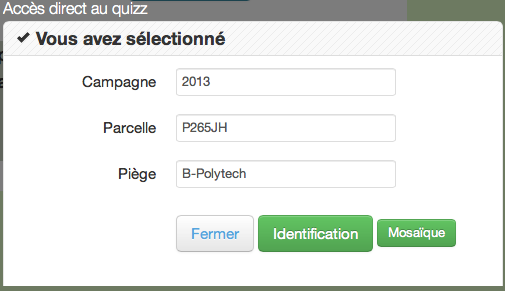 Accès direct au quizz
Vous avez sélectionné
Campagne 2013
Parcelle P265JH
Piège B-Polytech
Fermer Identification Mosaïque